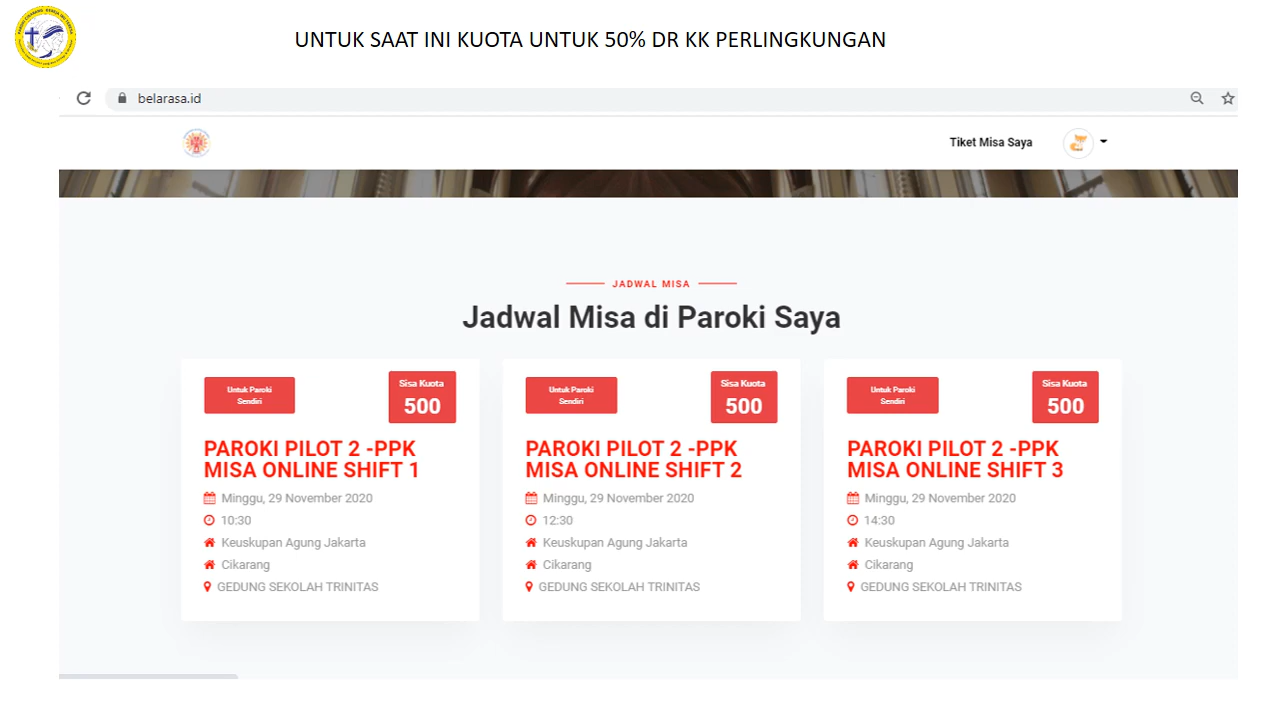 UNTUK SAAT INI KUOTA UNTUK 50% DR KK PERLINGKUNGAN
belarasa.id
Tiket Misa Saya
JADWAL MISA
Jadwal Misa di Paroki Saya
Untuk Paroki
Sendiri
Sisa Kuota
500
PAROKI PILOT 2 -PPK
MISA ONLINE SHIFT 1
Minggu, 29 November 2020
10:30
Keuskupan Agung Jakarta
Cikarang
GEDUNG SEKOLAH TRINITAS
Untuk Paroki
Sendiri
Sisa Kuota
500
PAROKI PILOT 2 -PPK
MISA ONLINE SHIFT 2
Minggu, 29 November 2020
12:30
Keuskupan Agung Jakarta
Cikarang
GEDUNG SEKOLAH TRINITAS
Untuk Paroki
Sendiri
Sisa Kuota
500
PAROKI PILOT 2 -PPK
MISA ONLINE SHIFT 3
Minggu, 29 November 2020
14:30
Keuskupan Agung Jakarta
Cikarang
GEDUNG SEKOLAH TRINITAS